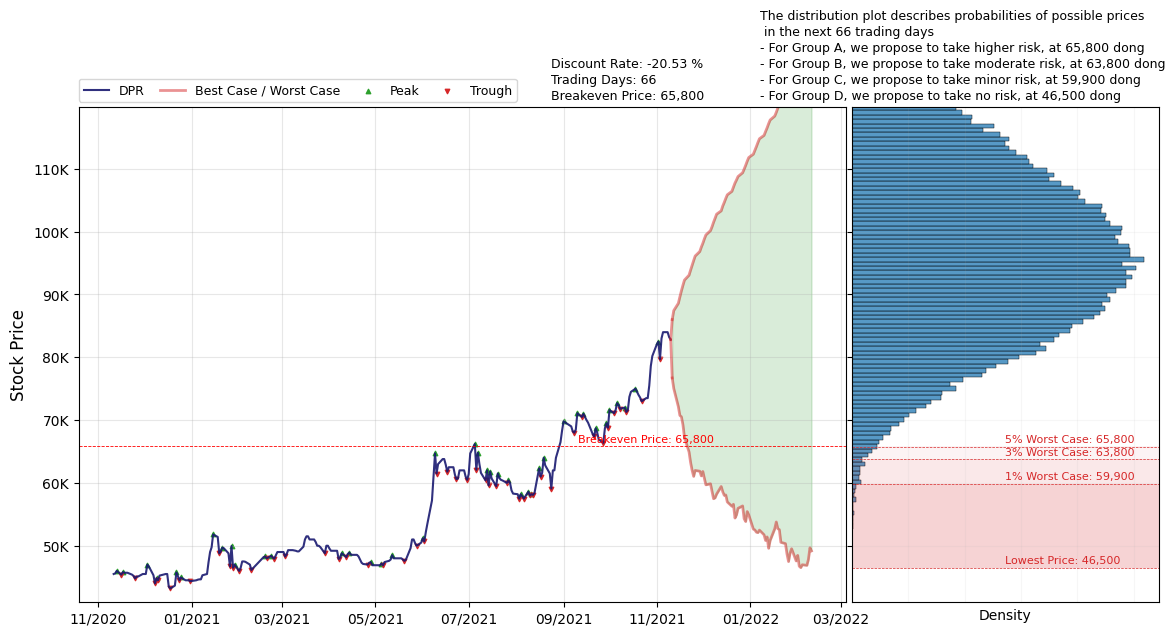 The distribution plot describes probabilities of possible prices
in the next 66 trading days
- For Group A, we propose to take higher risk, at 65,800 dong
- For Group B, we propose to take moderate risk, at 63,800 dong
- For Group C, we propose to take minor risk, at 59,900 dong
- For Group D, we propose to take no risk, at 46,500 dong
Discount Rate: -20.53 %
Trading Days: 66
Breakeven Price: 65,800
DPR Best Case / Worst Case Peak Trough
Stock Price
110K
100K
90K
80K
70K
60K
50K
Breakeven Price: 65,800
5% Worst Case: 65,800
3% Worst Case: 63,800
1% Worst Case: 59,900
Lowest Price: 46,500
11/2020 01/2021 03/2021 05/2021 07/2021 09/2021 11/2021 01/2022 03/2022
Density